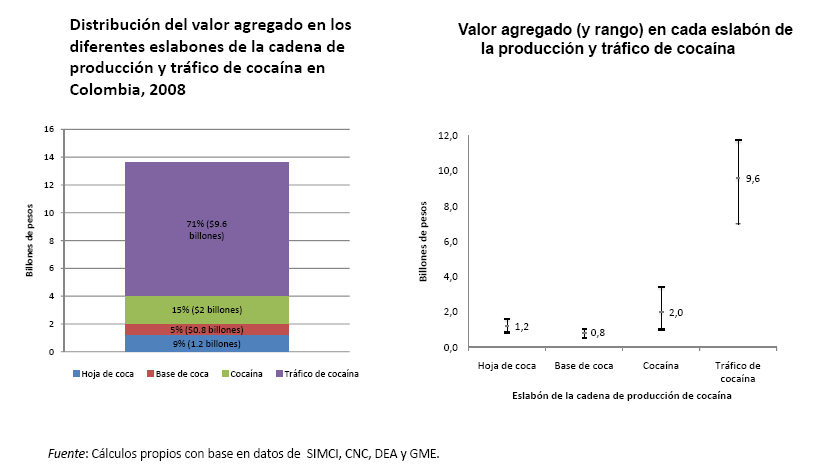 Distribución del valor agregado en los
diferentes eslabones de la cadena de
producción y tráfico de cocaína en
Colombia, 2008
16
14
12
10
8
6
4
2
0
Billones de pesos
71% ($9.6
billones)
15% ($2 billones)
5% ($0.8 billones)
9% (1.2 billones)
Hoja de coca
Base de coca
Cocaína
Tráfico de cocaína
Valor agregado (y rango) en cada eslabón de
la producción y tráfico de cocaína
12,0
10,0
8,0
6,0
4,0
2,0
0,0
Billones de pesos
1,2
0,8
2,0
9,6
Hoja de coca
Base de coca
Cocaína
Tráfico de
cocaína
Eslabón de la cadena de producción de cocaína
Fuente: Cálculos propios con base en datos de SIMCI, CNC, DEA y GME.